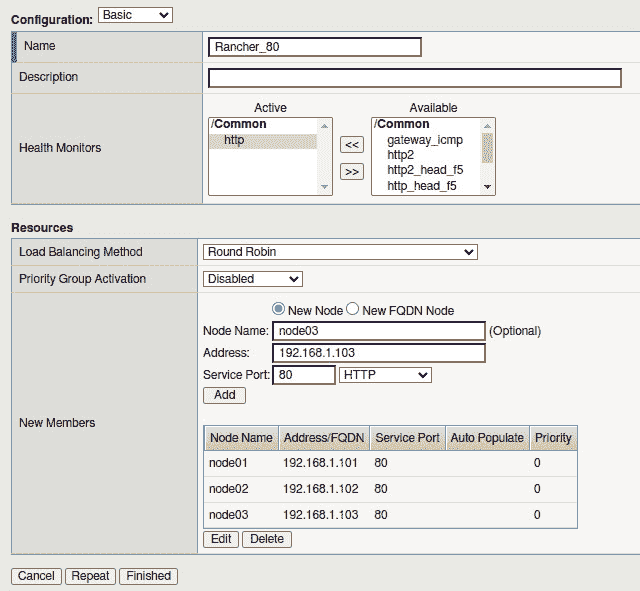 Configuration: Basic
Name Rancher_80
Description
Active Available
/Common /Common
http gateway_icmp
Health Monitors << http2
>> http2_head_f5
http_head_f5
Resources
Load Balancing Method Round Robin
Priority Group Activation Disabled
New Node New FQDN Node
Node Name: node03 (Optional)
Address: 192.168.1.103
Service Port: 80 HTTP
Add
New Members
Node Name Address/FQDN Service Port Auto Populate Priority
node01 192.168.1.101 80 0
node02 192.168.1.102 80 0
node03 192.168.1.103 80 0
Edit Delete
Cancel Repeat Finished